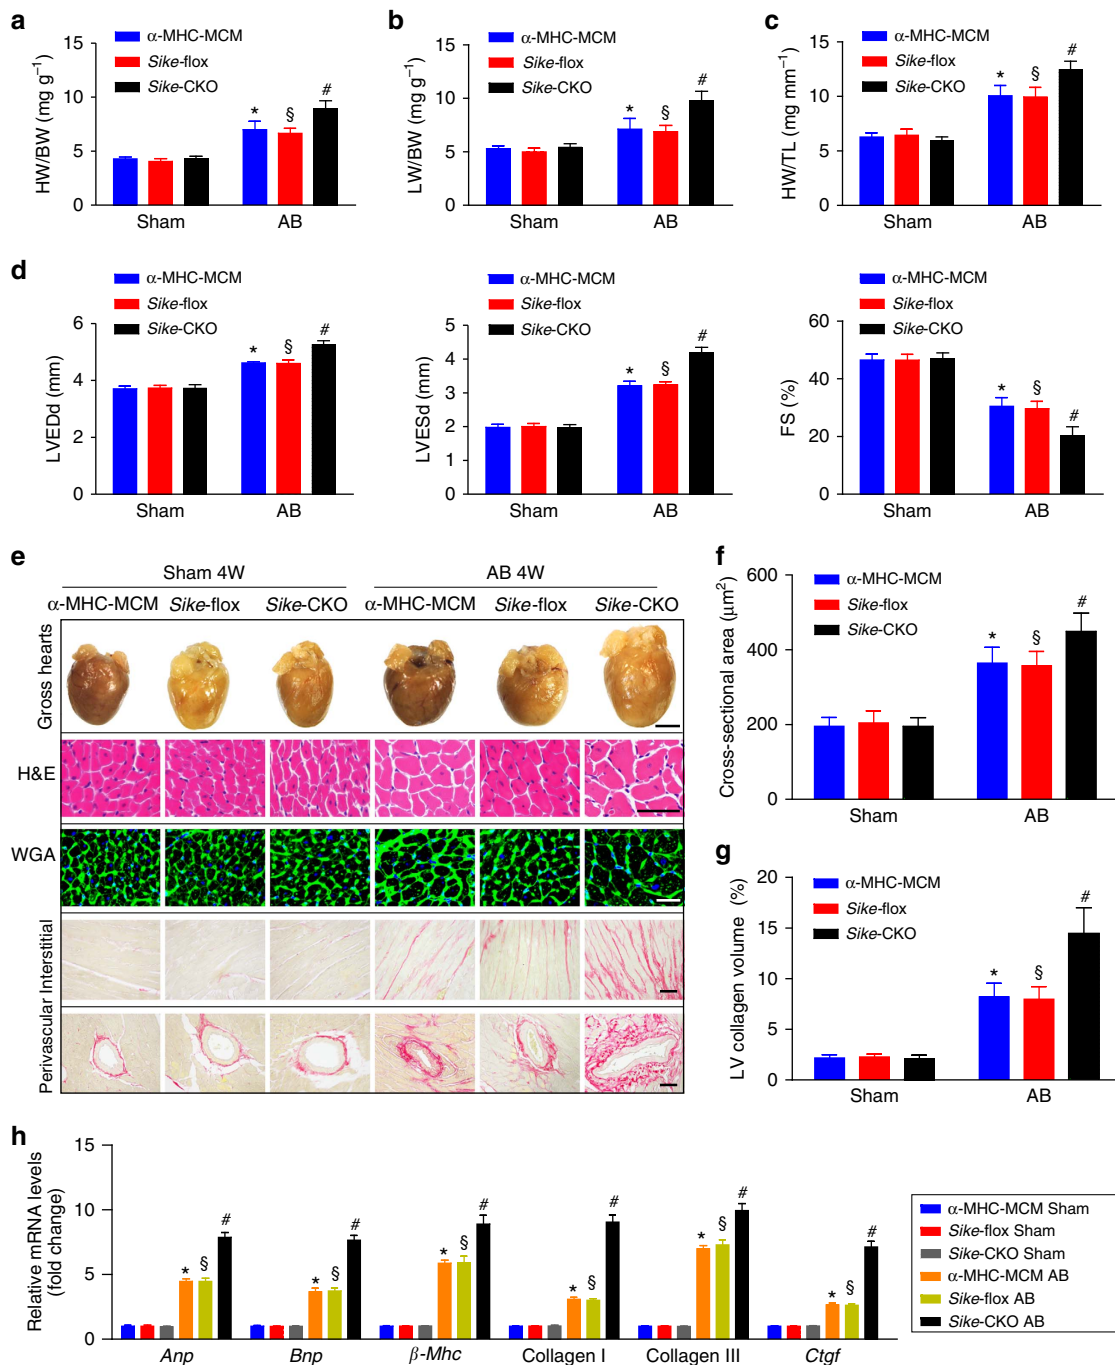 a
α-MHC-MCM
Sike-flox
Sike-CKO
HW/BW (mg g⁻¹)
15
10
5
0
* § #
Sham AB
b
α-MHC-MCM
Sike-flox
Sike-CKO
LW/BW (mg g⁻¹)
15
10
5
0
* § #
Sham AB
c
α-MHC-MCM
Sike-flox
Sike-CKO
HW/TL (mg mm⁻¹)
15
10
5
0
* § #
Sham AB
d
α-MHC-MCM
Sike-flox
Sike-CKO
LVEDd (mm)
6
4
2
0
* § #
Sham AB
α-MHC-MCM
Sike-flox
Sike-CKO
LVESd (mm)
5
4
3
2
1
0
* § #
Sham AB
α-MHC-MCM
Sike-flox
Sike-CKO
FS (%)
60
40
20
0
* § #
Sham AB
e
Sham 4W AB 4W
α-MHC-MCM Sike-flox Sike-CKO α-MHC-MCM Sike-flox Sike-CKO
Gross hearts
H&E
WGA
Interstitial
Perivascular
f
α-MHC-MCM
Sike-flox
Sike-CKO
Cross-sectional area (μm²)
600
400
200
0
* § #
Sham AB
g
α-MHC-MCM
Sike-flox
Sike-CKO
LV collagen volume (%)
20
15
10
5
0
* § #
Sham AB
h
Relative mRNA levels
(fold change)
15
10
5
0
* § # * § # * § # * § # * § # * § #
Anp Bnp β-Mhc Collagen I Collagen III Ctgf
α-MHC-MCM Sham
Sike-flox Sham
Sike-CKO Sham
α-MHC-MCM AB
Sike-flox AB
Sike-CKO AB